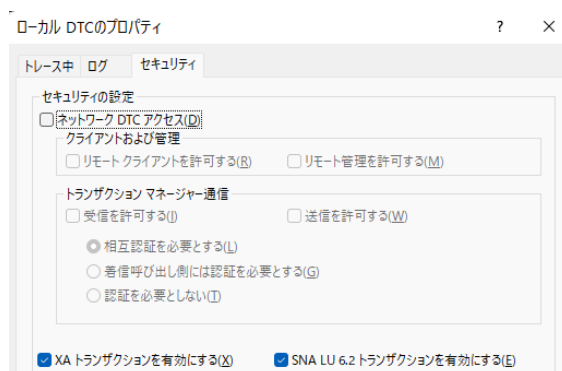 ローカル DTCのプロパティ ? ×
トレース中 ログ セキュリティ
セキュリティの設定
ネットワーク DTC アクセス(D)
クライアントおよび管理
リモート クライアントを許可する(R) リモート管理を許可する(M)
トランザクション マネージャー通信
受信を許可する(I) 送信を許可する(W)
相互認証を必要とする(L)
着信呼び出し側には認証を必要とする(G)
認証を必要としない(T)
XA トランザクションを有効にする(X) SNA LU 6.2 トランザクションを有効にする(E)